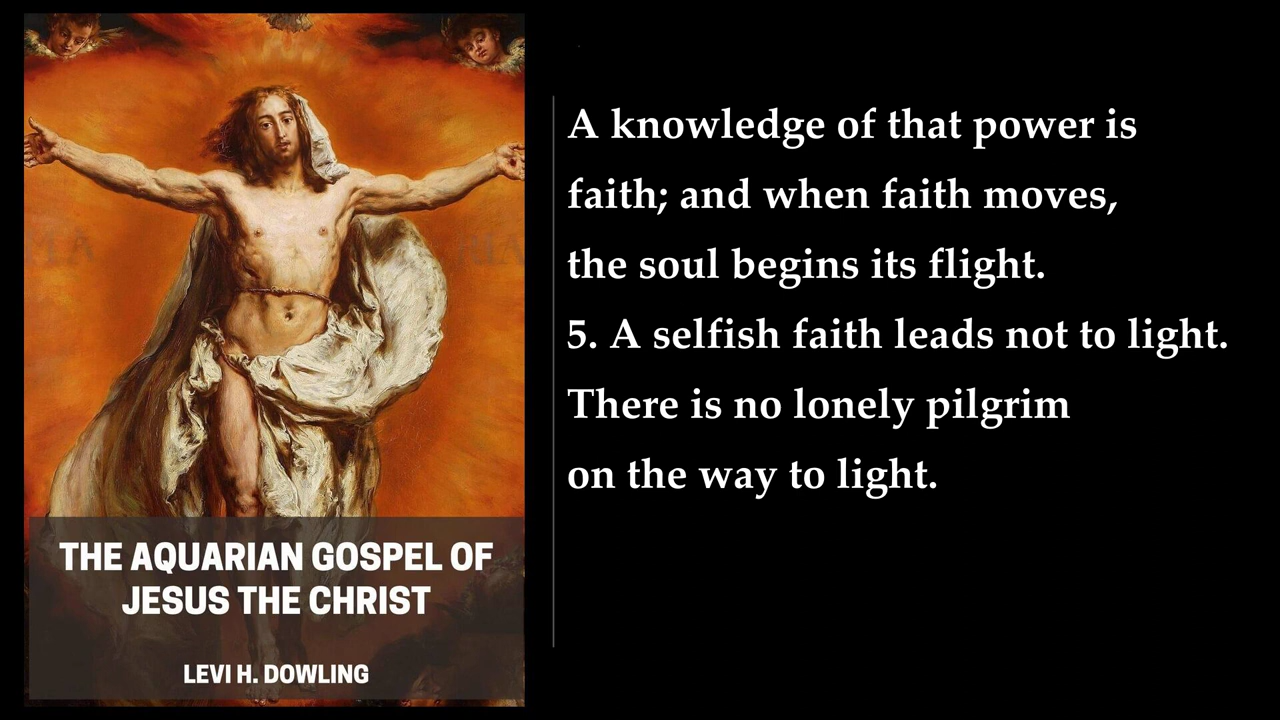 THE AQUARIAN GOSPEL OF
JESUS THE CHRIST
LEVI H. DOWLING
A knowledge of that power is
faith; and when faith moves,
the soul begins its flight.
5. A selfish faith leads not to light.
There is no lonely pilgrim
on the way to light.